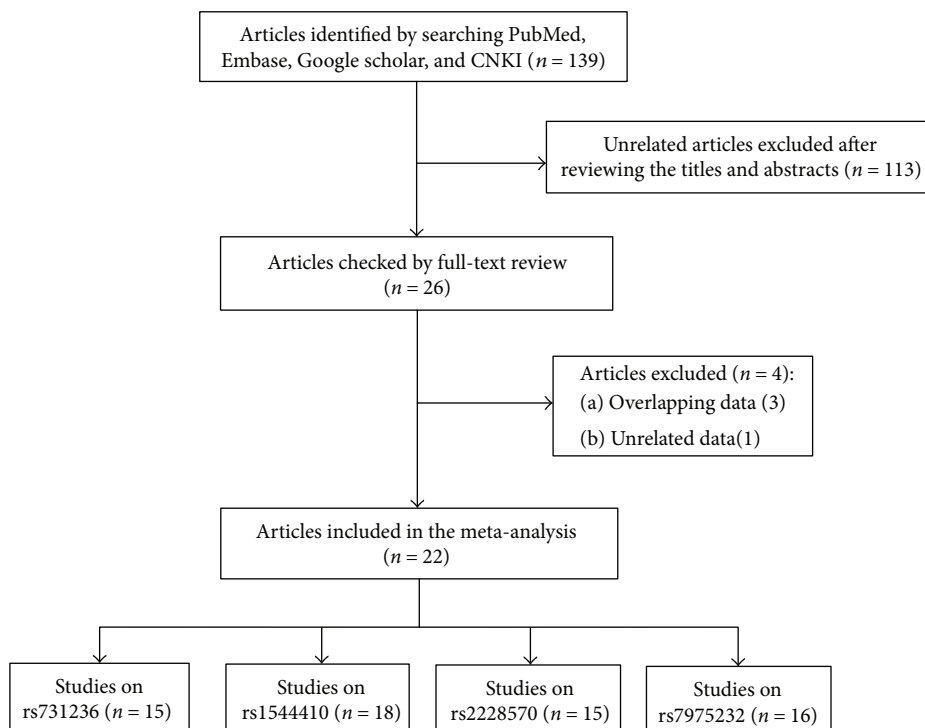 Articles identified by searching PubMed,
Embase, Google scholar, and CNKI (n = 139)
Unrelated articles excluded after
reviewing the titles and abstracts (n = 113)
Articles checked by full-text review
(n = 26)
Articles excluded (n = 4):
(a) Overlapping data (3)
(b) Unrelated data(1)
Articles included in the meta-analysis
(n = 22)
Studies on
rs731236 (n = 15)
Studies on
rs1544410 (n = 18)
Studies on
rs2228570 (n = 15)
Studies on
rs7975232 (n = 16)